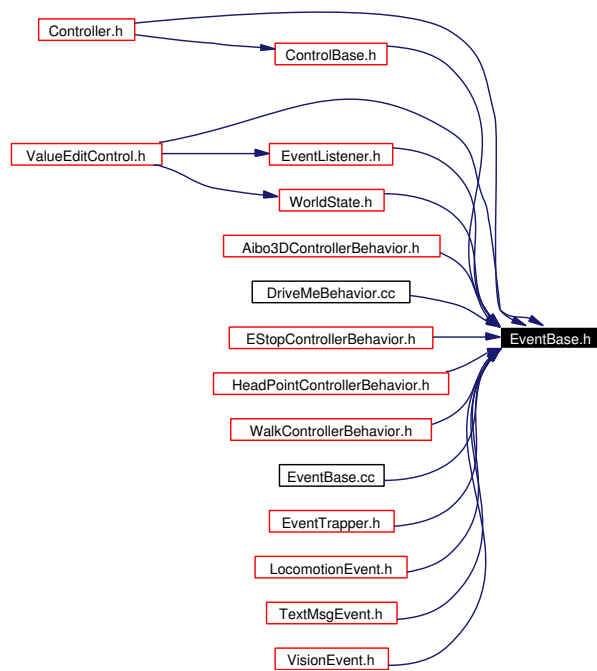 Controller.h
ControlBase.h
ValueEditControl.h
EventListener.h
WorldState.h
Aibo3DControllerBehavior.h
DriveMeBehavior.cc
EStopControllerBehavior.h
EventBase.h
HeadPointControllerBehavior.h
WalkControllerBehavior.h
EventBase.cc
EventTrapper.h
LocomotionEvent.h
TextMsgEvent.h
VisionEvent.h